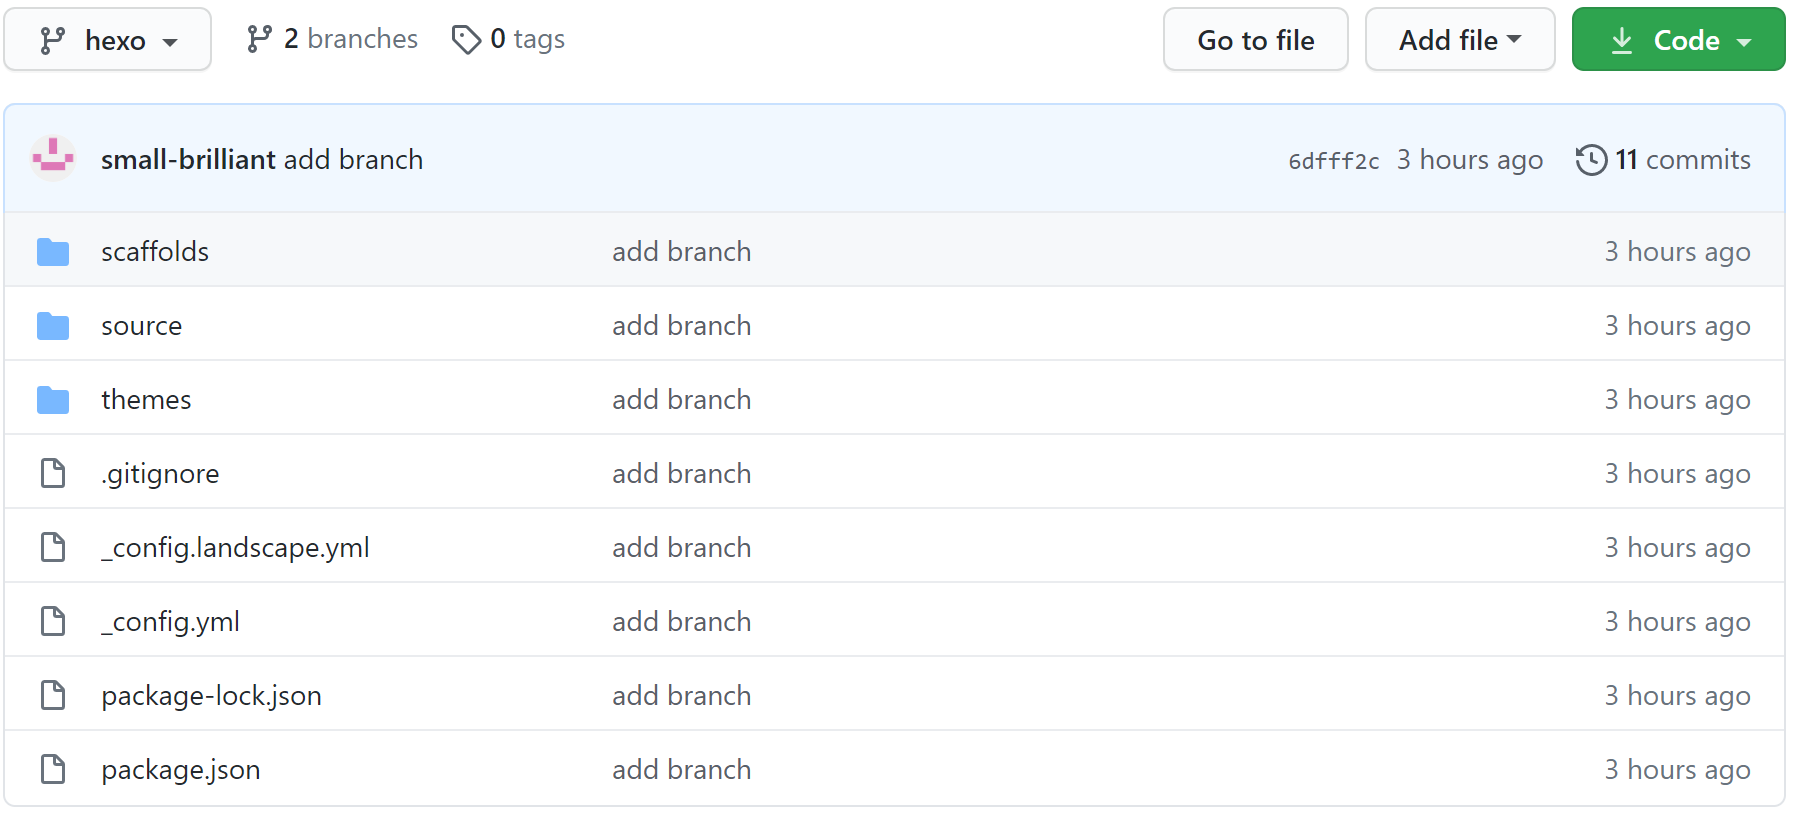 hexo 2 branches 0 tags Go to file Add file Code
small-brilliant add branch 6dfff2c 3 hours ago 11 commits
scaffolds add branch 3 hours ago
source add branch 3 hours ago
themes add branch 3 hours ago
.gitignore add branch 3 hours ago
_config.landscape.yml add branch 3 hours ago
_config.yml add branch 3 hours ago
package-lock.json add branch 3 hours ago
package.json add branch 3 hours ago